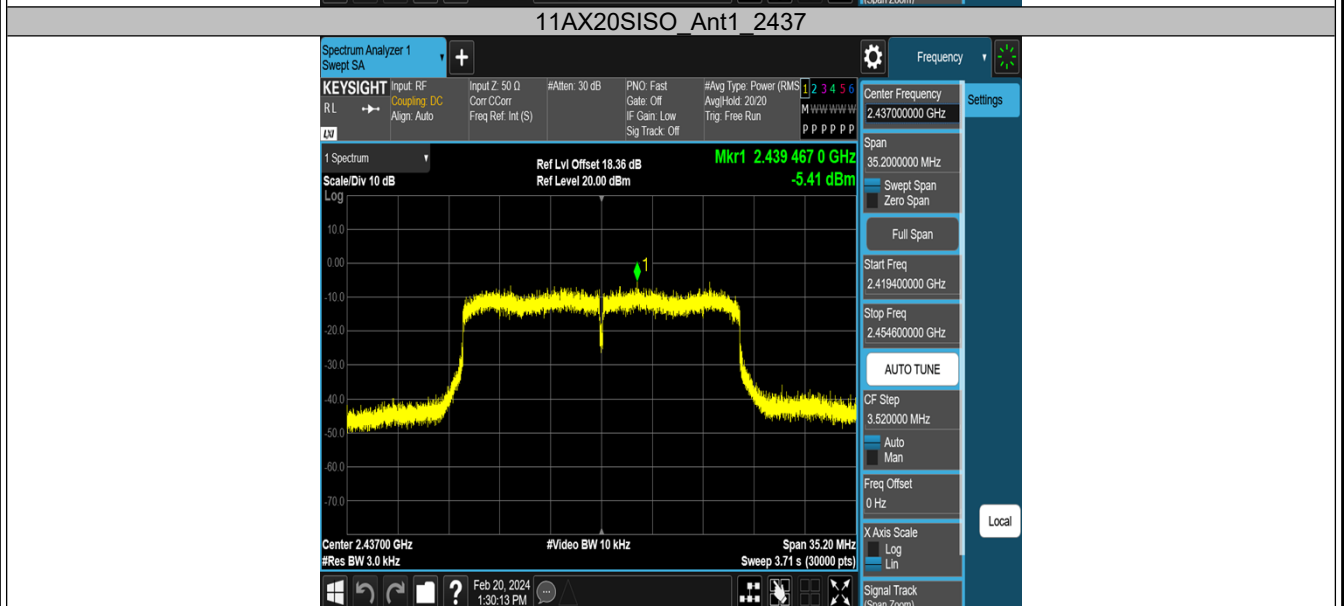 (Span Zoom)
11AX20SISO_Ant1_2437
Spectrum Analyzer 1
Swept SA
Frequency
KEYSIGHT
RL
LXI
Input: RF
Coupling: DC
Align: Auto
Input Z: 50 Ω
Corr CCorr
Freq Ref: Int (S)
#Atten: 30 dB
PNO: Fast
Gate: Off
IF Gain: Low
Sig Track: Off
#Avg Type: Power (RMS
Avg|Hold: 20/20
Trig: Free Run
1 2 3 4 5 6
M W W W W W
P P P P P P
1 Spectrum
Scale/Div 10 dB
Log
Ref Lvl Offset 18.36 dB
Ref Level 20.00 dBm
Mkr1 2.439 467 0 GHz
-5.41 dBm
10.0
0.00
-10.0
-20.0
-30.0
-40.0
-50.0
-60.0
-70.0
1
Center 2.43700 GHz
#Res BW 3.0 kHz
#Video BW 10 kHz
Span 35.20 MHz
Sweep 3.71 s (30000 pts)
Feb 20, 2024
1:30:13 PM
Center Frequency
2.437000000 GHz
Span
35.2000000 MHz
Swept Span
Zero Span
Full Span
Start Freq
2.419400000 GHz
Stop Freq
2.454600000 GHz
AUTO TUNE
CF Step
3.520000 MHz
Auto
Man
Freq Offset
0 Hz
X Axis Scale
Log
Lin
Signal Track
(Span Zoom)
Settings
Local